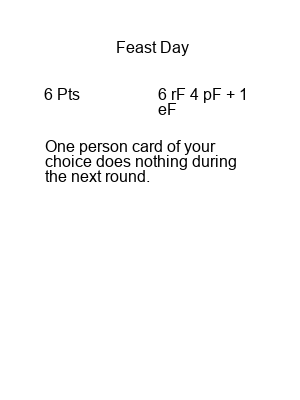 Feast Day
6 Pts 6 rF 4 pF + 1
eF
One person card of your
choice does nothing during
the next round.